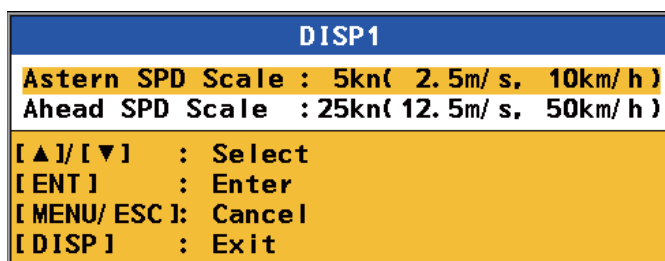 DISP1
Astern SPD Scale : 5kn( 2.5m/s, 10km/h)
Ahead SPD Scale :25kn(12.5m/s, 50km/h)
[▲]/[▼] : Select
[ENT] : Enter
[MENU/ESC]: Cancel
[DISP] : Exit